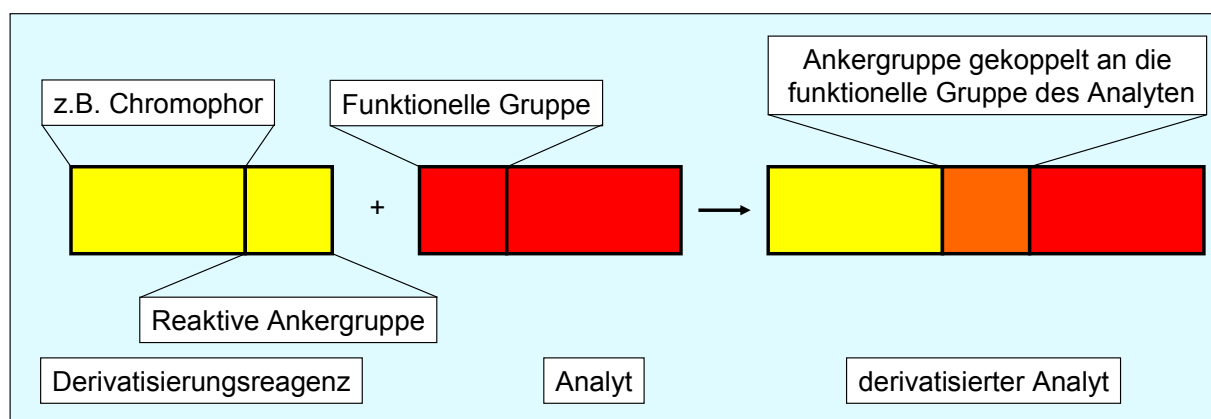 z.B. Chromophor
Funktionelle Gruppe
Ankergruppe gekoppelt an die
funktionelle Gruppe des Analyten
+
Reaktive Ankergruppe
Derivatisierungsreagenz
Analyt
derivatisierter Analyt